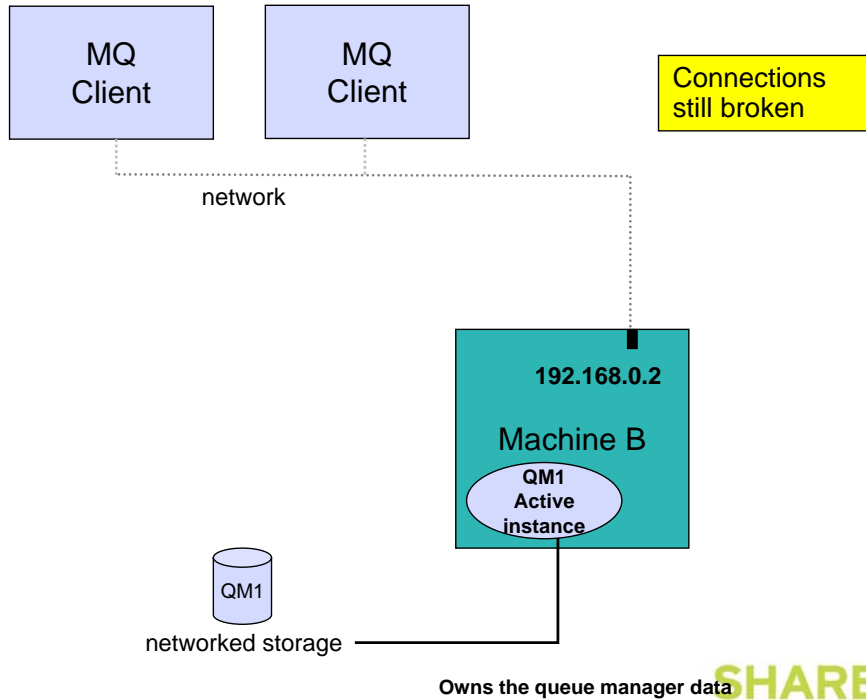 MQ
Client
MQ
Client
Connections
still broken
network
192.168.0.2
Machine B
QM1
Active
instance
QM1
networked storage
Owns the queue manager data
SHARE